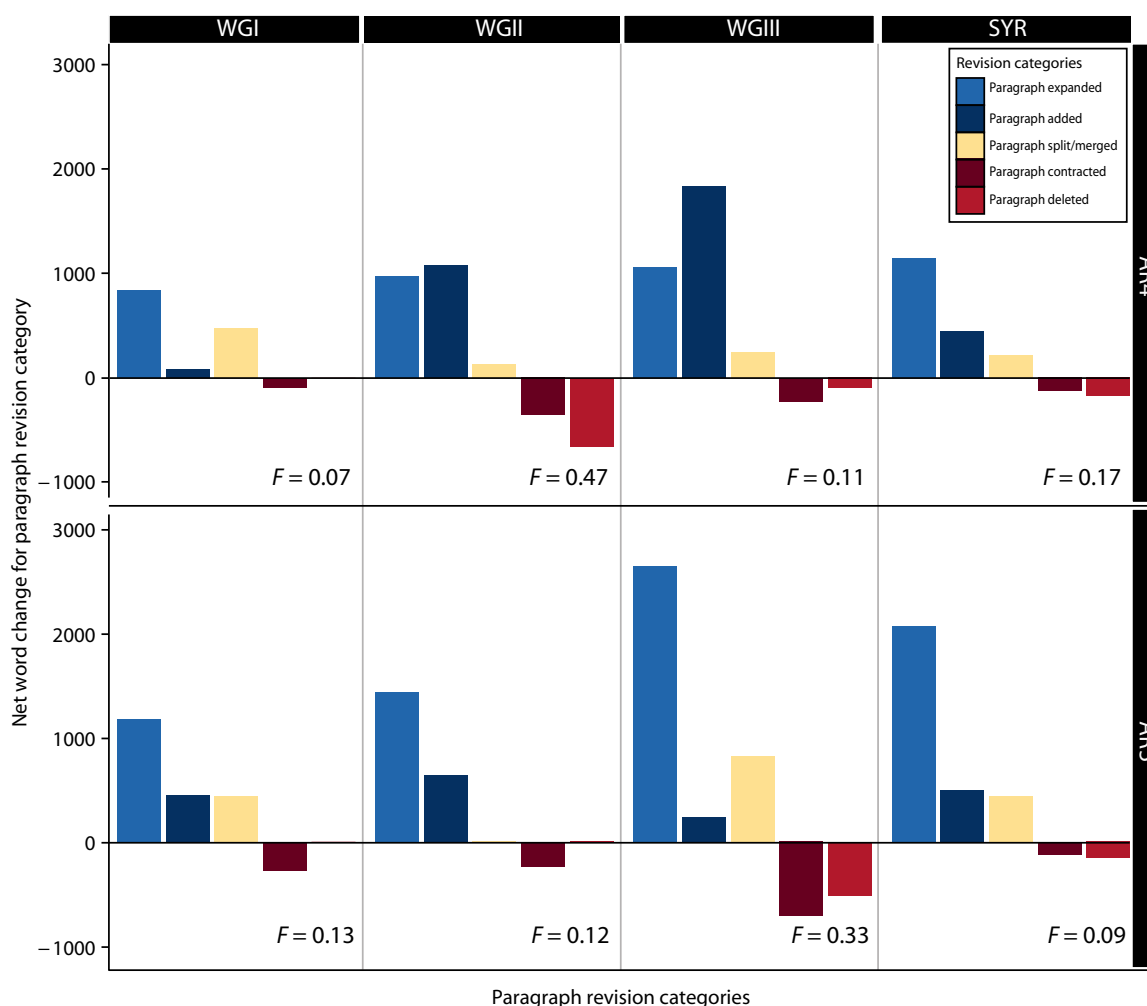 WGI WGII WGIII SYR
Revision categories
Paragraph expanded
Paragraph added
Paragraph split/merged
Paragraph contracted
Paragraph deleted
Net word change for paragraph revision category
3000
2000
1000
0
−1000
F = 0.07 F = 0.47 F = 0.11 F = 0.17
AR4
3000
2000
1000
0
−1000
F = 0.13 F = 0.12 F = 0.33 F = 0.09
Paragraph revision categories